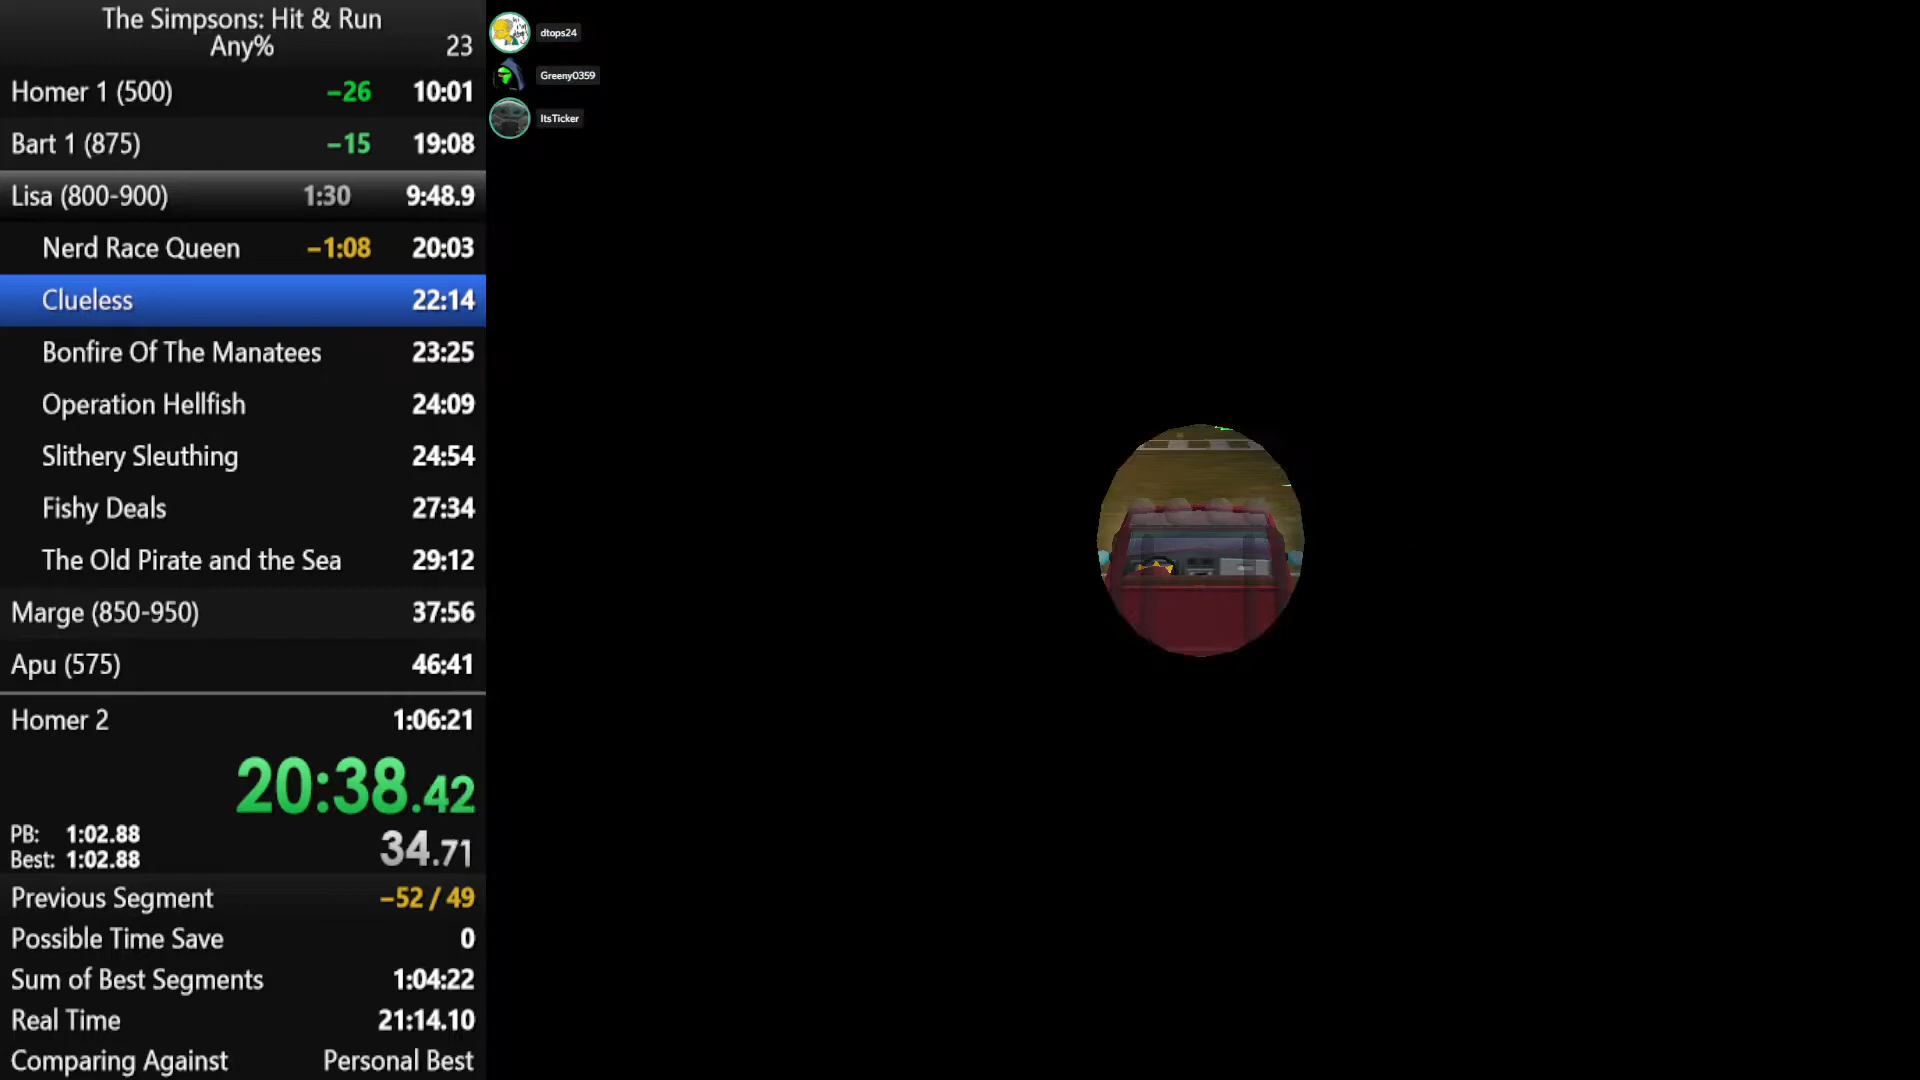 The Simpsons: Hit & Run
Any% 23
Homer 1 (500) −26 10:01
Bart 1 (875) −15 19:08
Lisa (800-900) 1:30 9:48.9
Nerd Race Queen −1:08 20:03
Clueless 22:14
Bonfire Of The Manatees 23:25
Operation Hellfish 24:09
Slithery Sleuthing 24:54
Fishy Deals 27:34
The Old Pirate and the Sea 29:12
Marge (850-950) 37:56
Apu (575) 46:41
Homer 2 1:06:21
20:38.42
PB: 1:02.88
Best: 1:02.88
34.71
Previous Segment −52 / 49
Possible Time Save 0
Sum of Best Segments 1:04:22
Real Time 21:14.10
Comparing Against Personal Best
dtops24
Greeny0359
ItsTicker